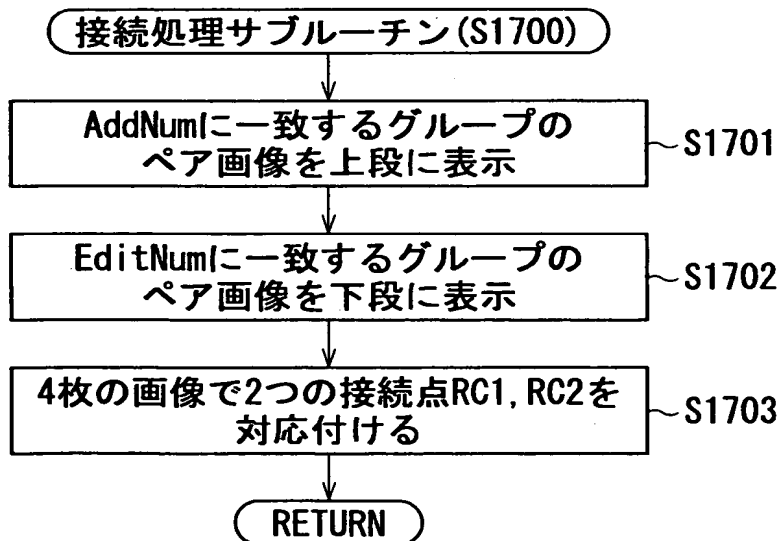 接続処理サブルーチン(S1700)
AddNumに一致するグループの
ペア画像を上段に表示
S1701
EditNumに一致するグループの
ペア画像を下段に表示
S1702
4枚の画像で2つの接続点RC1,RC2を
対応付ける
S1703
RETURN